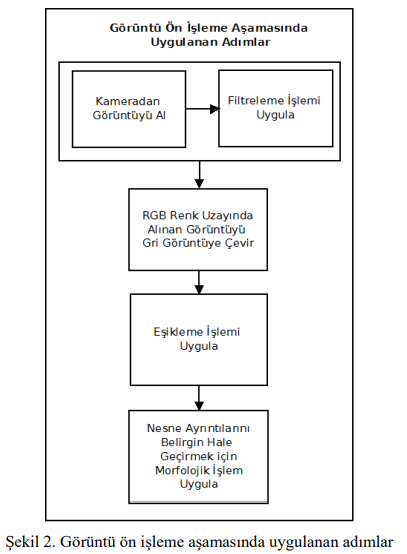 Görüntü Ön İşleme Aşamasında
Uygulanan Adımlar
Kameradan
Görüntüyü Al
Filtreleme İşlemi
Uygula
RGB Renk Uzayında
Alınan Görüntüyü
Gri Görüntüye Çevir
Eşikleme İşlemi
Uygula
Nesne Ayrıntılarını
Belirgin Hale
Geçirmek için
Morfolojik İşlem
Uygula
Şekil 2. Görüntü ön işleme aşamasında uygulanan adımlar